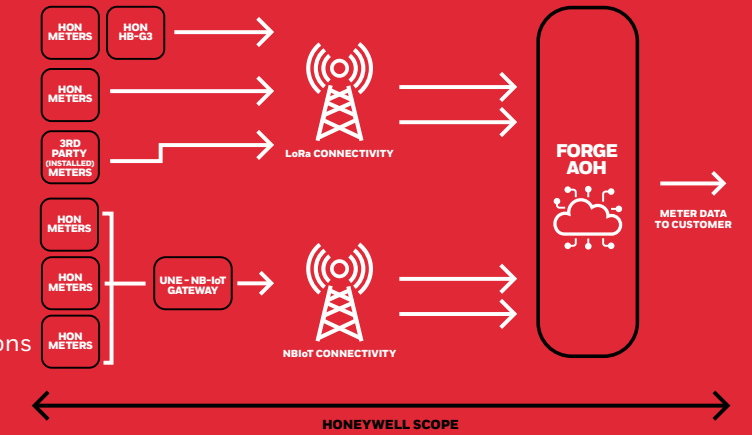 HON
METERS
HON
HB-G3
HON
METERS
3RD
PARTY
(INSTALLED)
METERS
LoRa CONNECTIVITY
HON
METERS
HON
METERS
HON
METERS
UNE-NB-IoT
GATEWAY
NBIoT CONNECTIVITY
FORGE
AOH
METER DATA
TO CUSTOMER
ons
HONEYWELL SCOPE